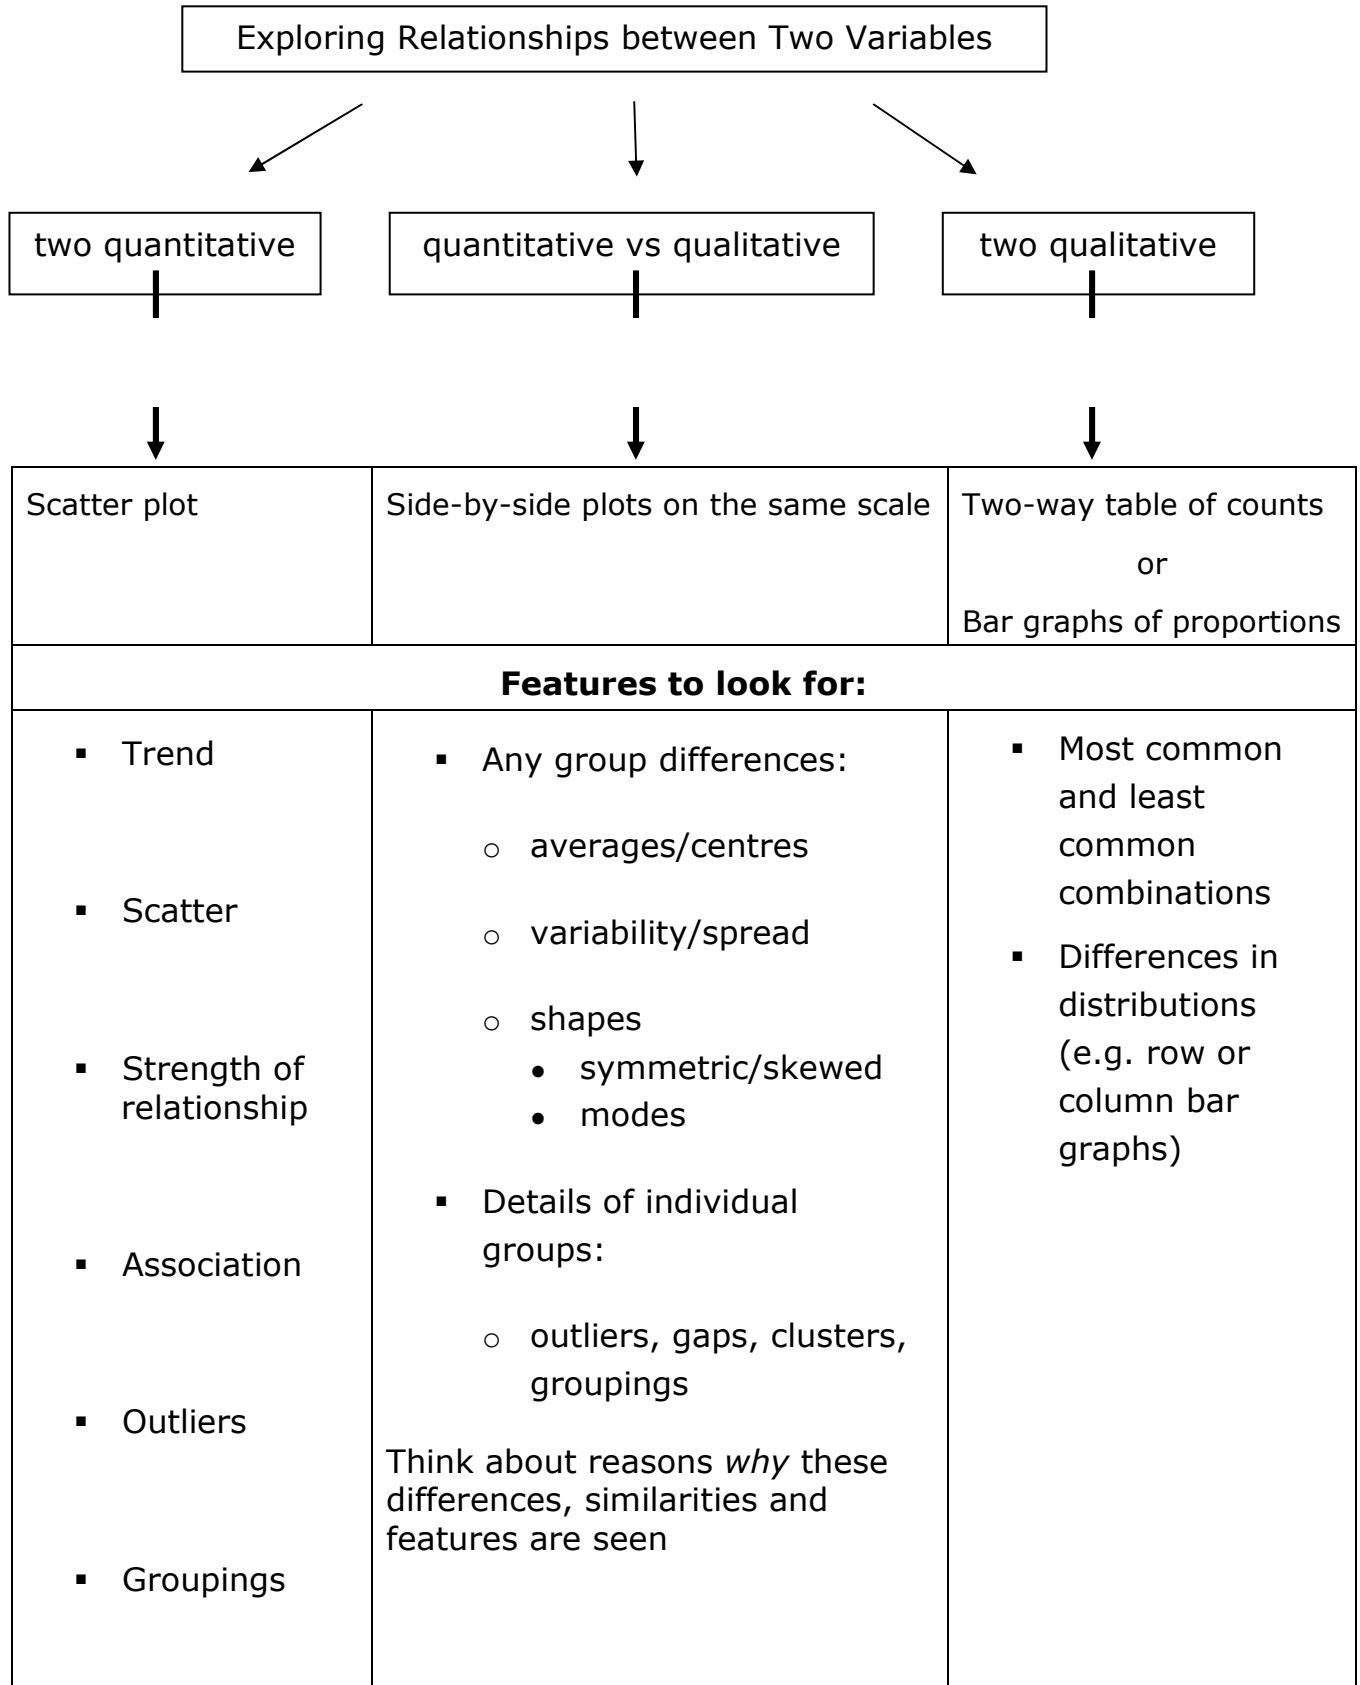 Exploring Relationships between Two Variables
two quantitative
quantitative vs qualitative
two qualitative
Scatter plot
Side-by-side plots on the same scale
Two-way table of counts
or
Bar graphs of proportions
Features to look for:
▪ Trend
▪ Scatter
▪ Strength of
relationship
▪ Association
▪ Outliers
▪ Groupings
▪ Any group differences:
o averages/centres
o variability/spread
o shapes
• symmetric/skewed
• modes
▪ Details of individual
groups:
o outliers, gaps, clusters,
groupings
Think about reasons why these
differences, similarities and
features are seen
▪ Most common
and least
common
combinations
▪ Differences in
distributions
(e.g. row or
column bar
graphs)